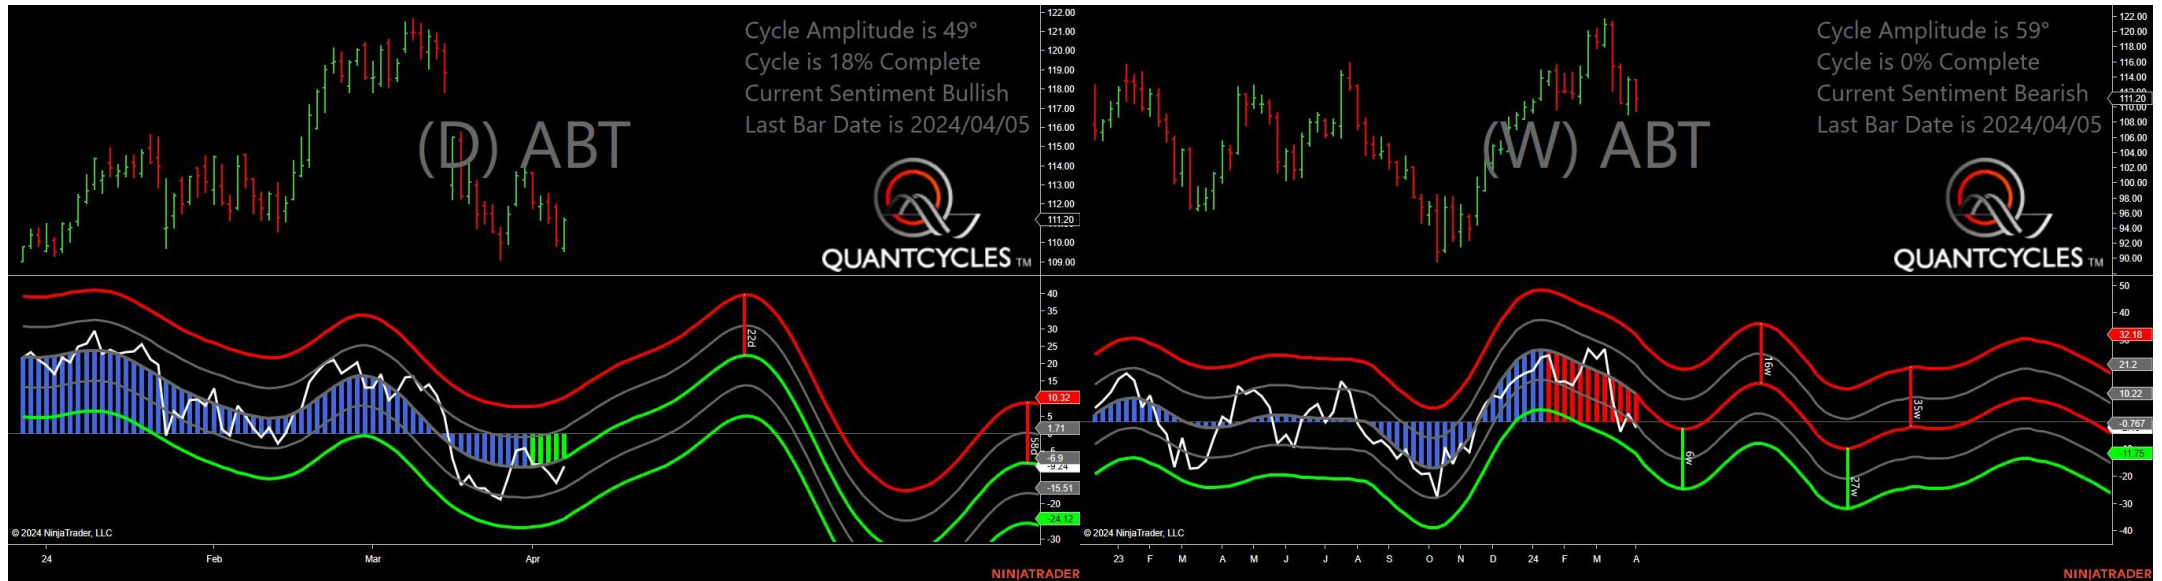 Cycle Amplitude is 49°
Cycle is 18% Complete
Current Sentiment Bullish
Last Bar Date is 2024/04/05
(D) ABT
QUANTCYCLES TM
122.00
121.00
120.00
119.00
118.00
117.00
116.00
115.00
114.00
113.00
112.00
111.20
110.00
109.00
22d
58d
40
35
30
25
20
15
10.32
5
1.71
-6.9
-9.24
-15.51
-20
-24.12
-30
© 2024 NinjaTrader, LLC
24 Feb Mar Apr
NINJATRADER
Cycle Amplitude is 59°
Cycle is 0% Complete
Current Sentiment Bearish
Last Bar Date is 2024/04/05
(W) ABT
QUANTCYCLES TM
122.00
120.00
118.00
116.00
114.00
111.20
110.00
108.00
106.00
104.00
102.00
100.00
98.00
96.00
94.00
92.00
90.00
6w
16w
27w
35w
50
40
32.18
21.2
10.22
-0.767
-11.75
-20
-30
-40
© 2024 NinjaTrader, LLC
23 F M A M J J A S O N D 24 F M A
NINJATRADER